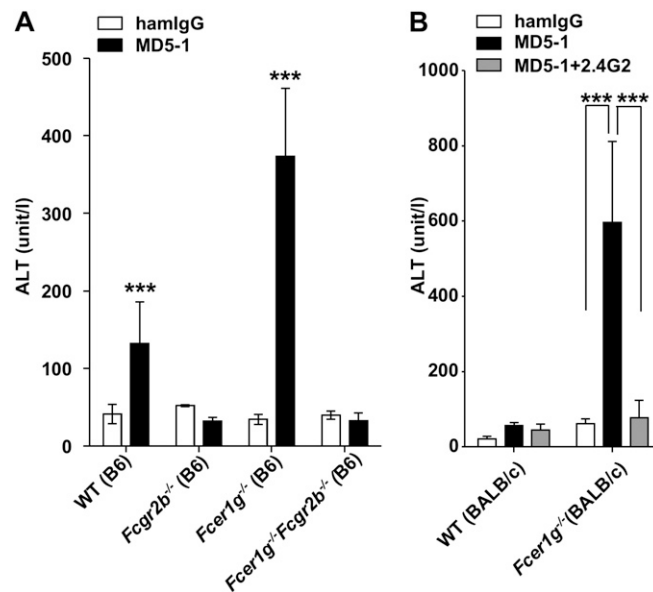 A
hamIgG
MD5-1
500
400
300
200
100
0
ALT (unit/l)
***
***
WT (B6)
Fcgr2b-/- (B6)
Fcer1g-/- (B6)
Fcer1g-/-Fcgr2b-/- (B6)
B
hamIgG
MD5-1
MD5-1+2.4G2
1000
800
600
400
200
0
ALT (unit/l)
*** ***
WT (BALB/c)
Fcer1g-/-(BALB/c)